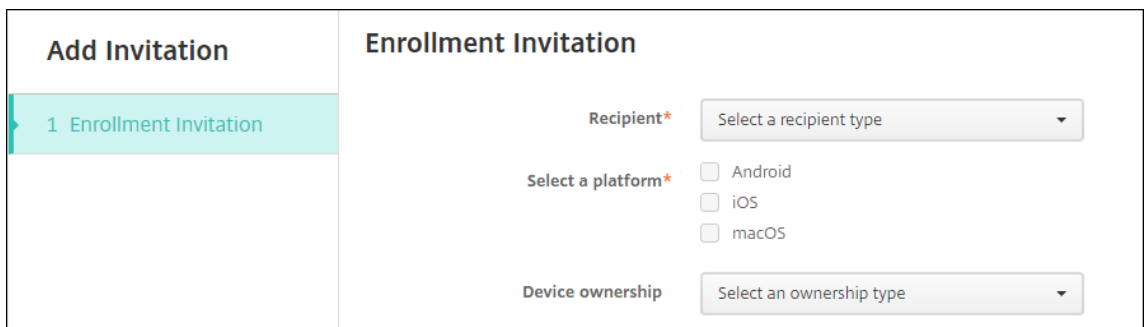 Add Invitation
1 Enrollment Invitation
Enrollment Invitation
Recipient* Select a recipient type
Select a platform* Android
iOS
macOS
Device ownership Select an ownership type